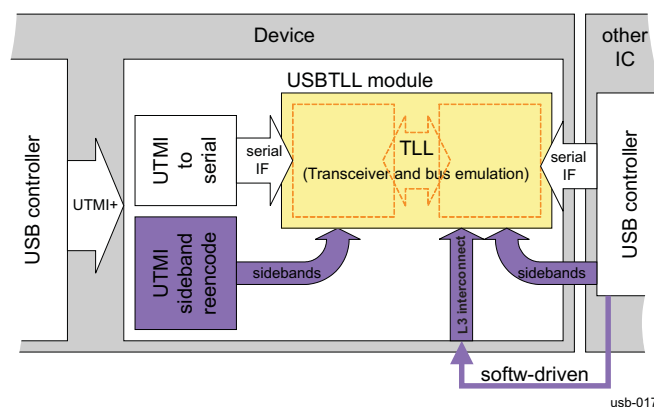 Device
other
IC
USBTLL module
USB controller
UTMI+
UTMI
to
serial
serial
IF
TLL
(Transceiver and bus emulation)
serial
IF
USB controller
UTMI
sideband
reencode
sidebands
L3 interconnect
sidebands
softw-driven
usb-017